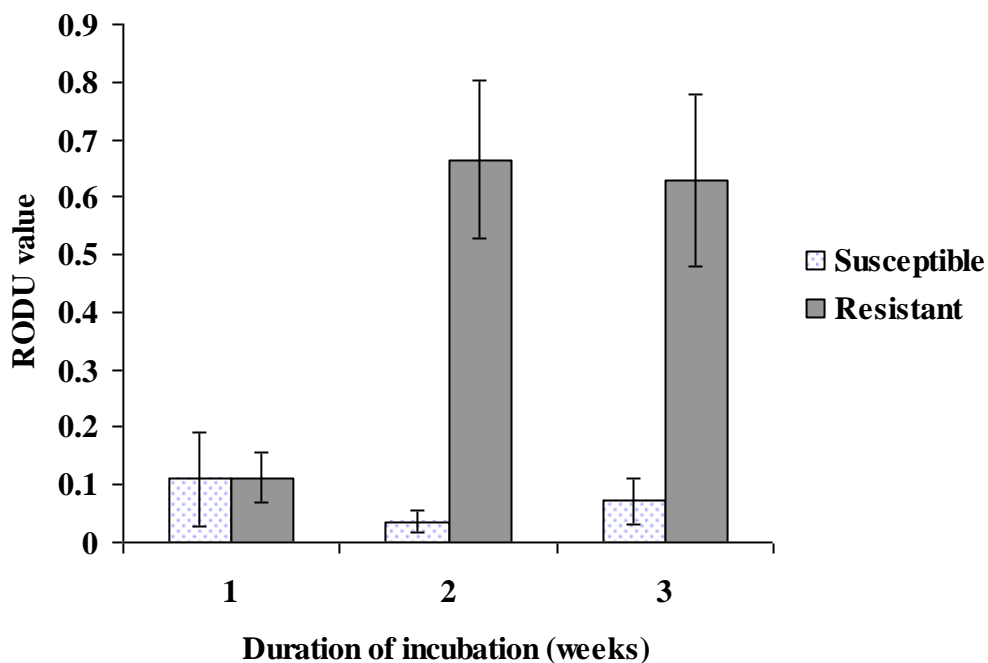 0.9
0.8
0.7
0.6
0.5
0.4
0.3
0.2
0.1
0
RODU value
1 2 3
Duration of incubation (weeks)
Susceptible
Resistant